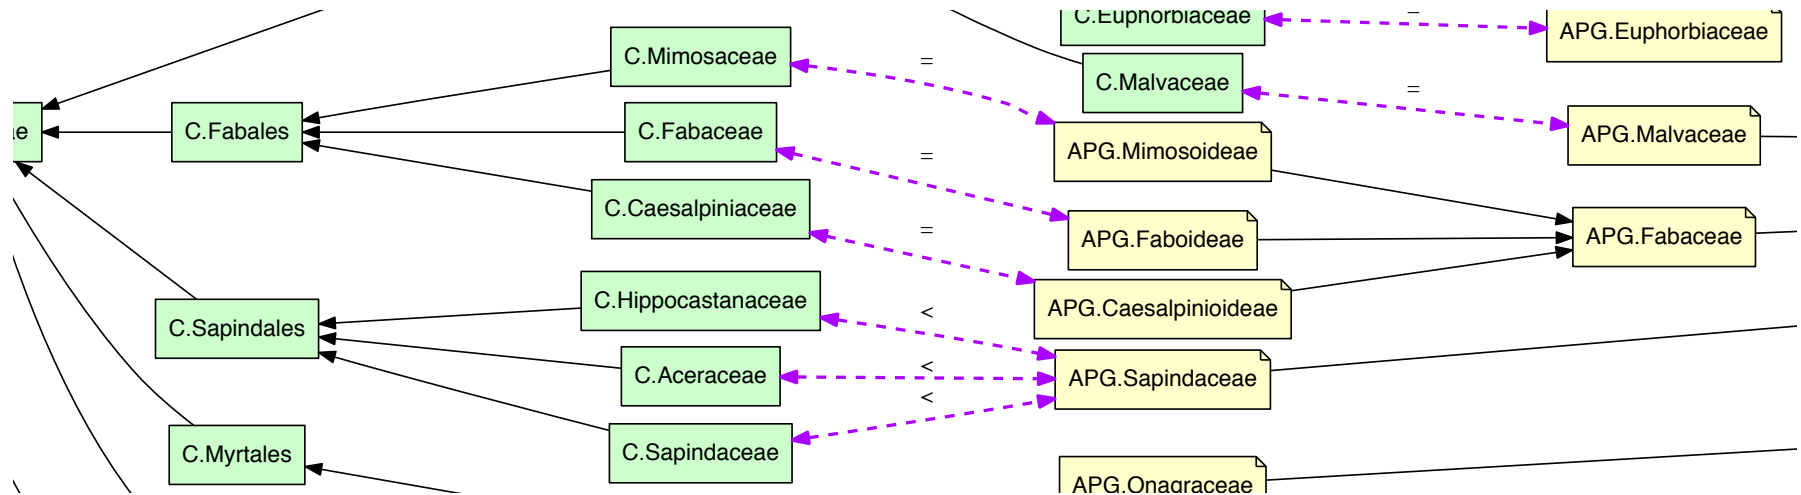 C.Euphorbiaceae
=
APG.Euphorbiaceae
C.Mimosaceae
=
C.Malvaceae
=
APG.Malvaceae
ae
C.Fabales
C.Fabaceae
=
APG.Mimosoideae
C.Caesalpiniaceae
=
APG.Faboideae
APG.Fabaceae
C.Hippocastanaceae
<
APG.Caesalpinioideae
C.Sapindales
C.Aceraceae
<
APG.Sapindaceae
<
C.Myrtales
C.Sapindaceae
APG.Onagraceae